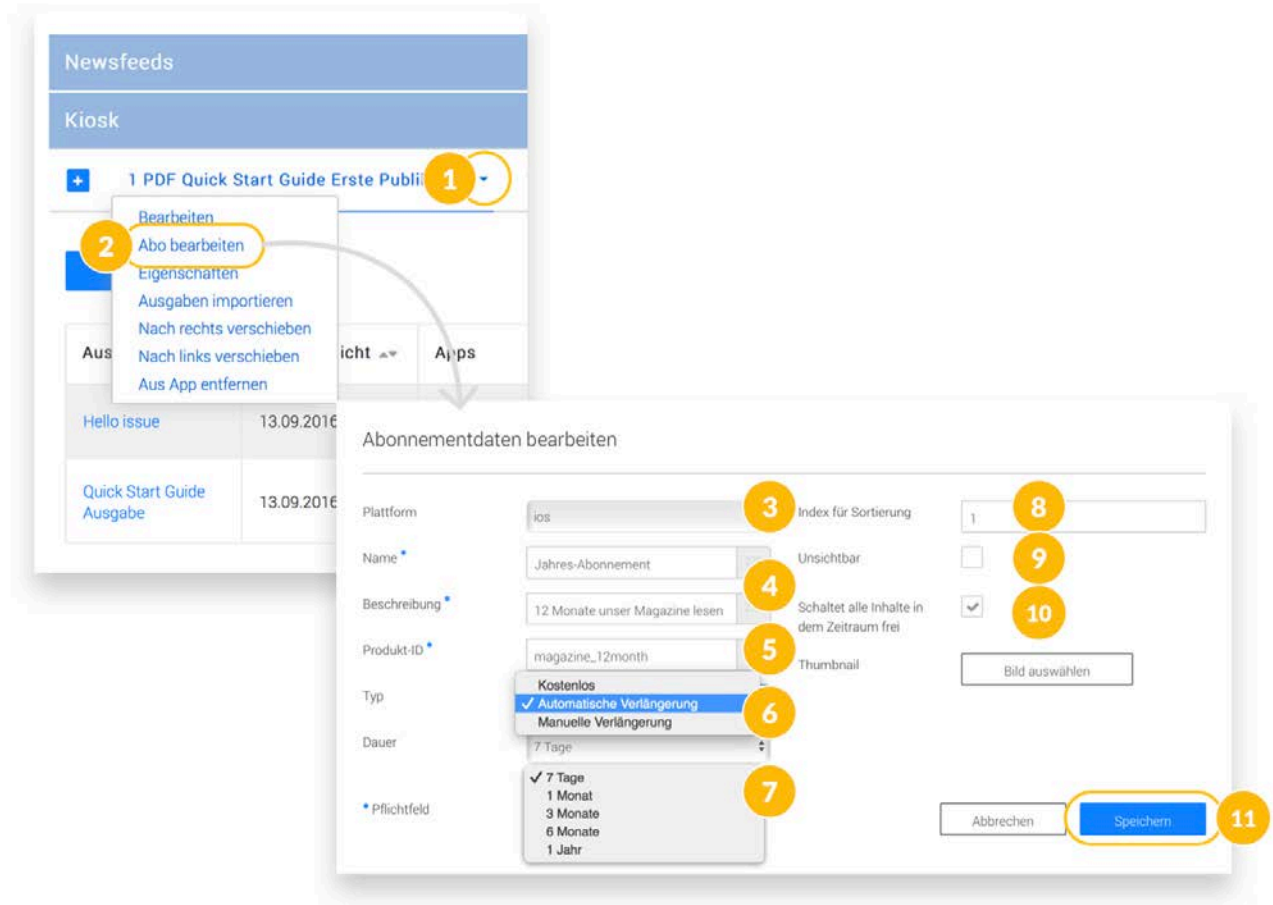 Newsfeeds
Kiosk
1 PDF Quick Start Guide Erste Publi
1
Bearbeiten
2
Abo bearbeiten
Eigenschaften
Ausgaben importieren
Nach rechts verschieben
Nach links verschieben
Aus App entfernen
Aus
icht
Apps
Hello issue
13.09.2016
Quick Start Guide
Ausgabe
13.09.2016
Abonnementdaten bearbeiten
Plattform
ios
3
Name
Jahres-Abonnement
4
Beschreibung
12 Monate unser Magazine lesen
Produkt-ID
magazine_12month
5
Typ
Kostenlos
Automatische Verlängerung
Manuelle Verlängerung
6
Dauer
7 Tage
7 Tage
1 Monat
3 Monate
6 Monate
1 Jahr
7
• Pflichtfeld
Index für Sortierung
1
8
Unsichtbar
9
Schaltet alle Inhalte in
dem Zeitraum frei
10
Thumbnail
Bild auswählen
Abbrechen
Speichern
11